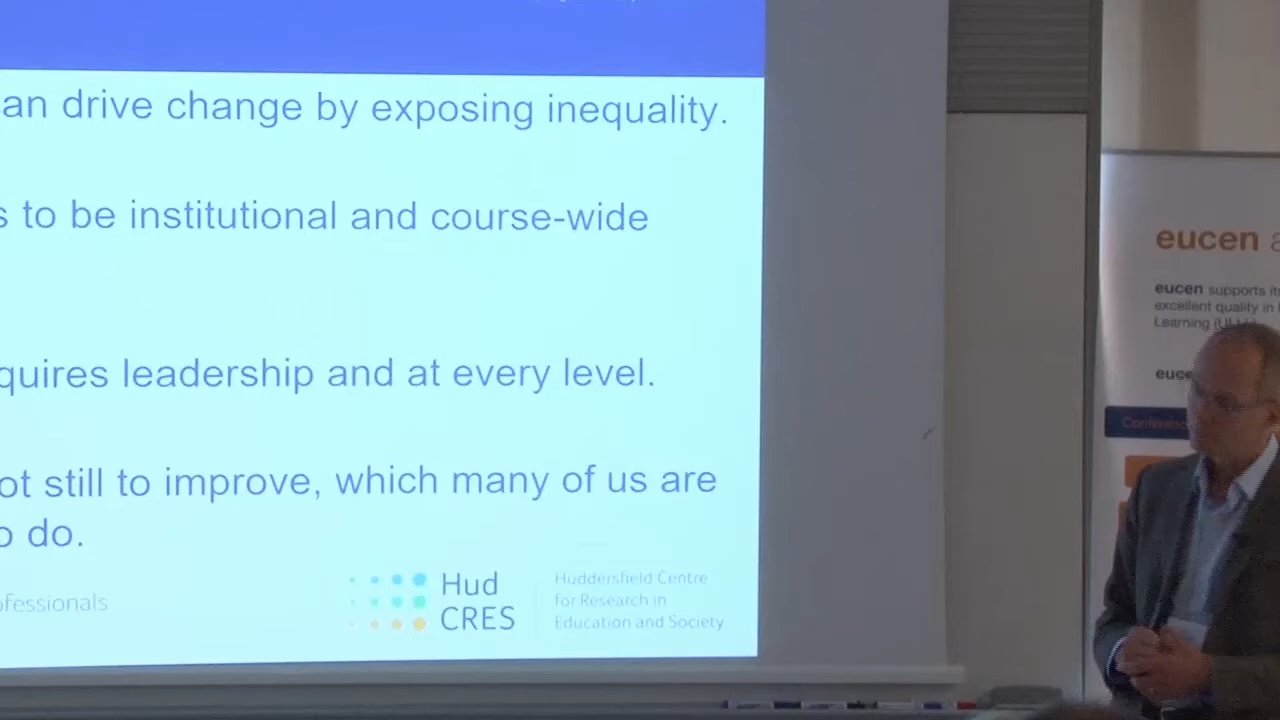 an drive change by exposing inequality.
s to be institutional and course-wide
quires leadership and at every level.
ot still to improve, which many of us are
o do.
ofessionals
Hud
CRES
Huddersfield Centre
for Research in
Education and Society
eucen a
eucen supports its
excellent quality in
Learning
euce
Conferenc